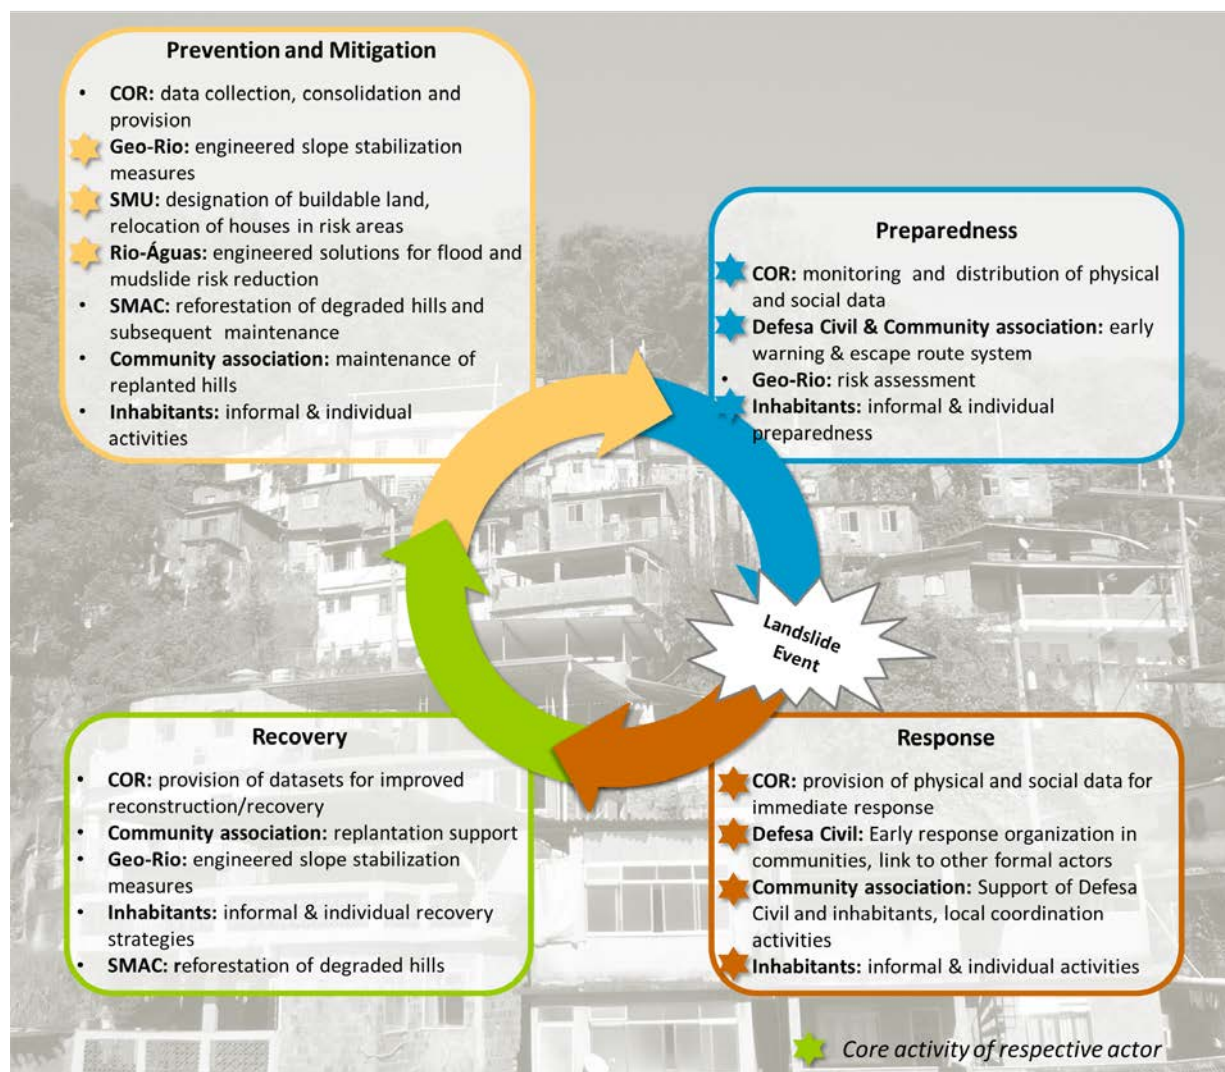 Prevention and Mitigation
• COR: data collection, consolidation and
provision
Geo-Rio: engineered slope stabilization
measures
SMU: designation of buildable land,
relocation of houses in risk areas
Rio-Águas: engineered solutions for flood and
mudslide risk reduction
• SMAC: reforestation of degraded hills and
subsequent maintenance
• Community association: maintenance of
replanted hills
• Inhabitants: informal & individual
activities
Preparedness
COR: monitoring and distribution of physical
and social data
Defesa Civil & Community association: early
warning & escape route system
• Geo-Rio: risk assessment
Inhabitants: informal & individual
preparedness
Landslide
Event
Recovery
• COR: provision of datasets for improved
reconstruction/recovery
• Community association: replantation support
• Geo-Rio: engineered slope stabilization
measures
• Inhabitants: informal & individual recovery
strategies
• SMAC: reforestation of degraded hills
Response
COR: provision of physical and social data for
immediate response
Defesa Civil: Early response organization in
communities, link to other formal actors
Community association: Support of Defesa
Civil and inhabitants, local coordination
activities
Inhabitants: informal & individual activities
Core activity of respective actor